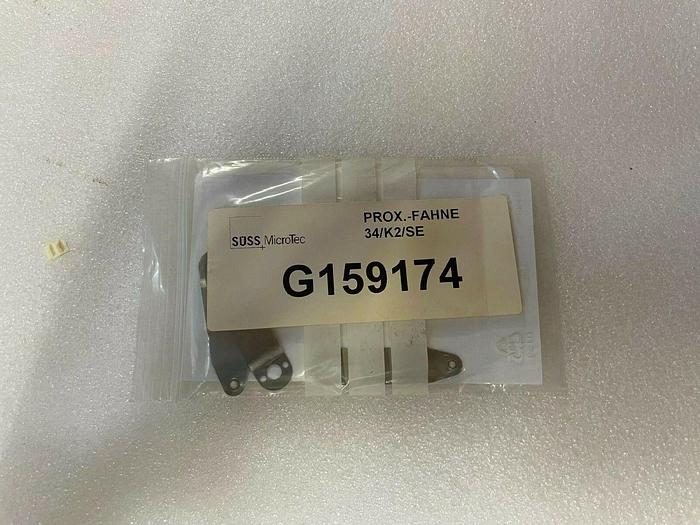 SÜSS MicroTec
PROX.-FAHNE
34/K2/SE
G159174